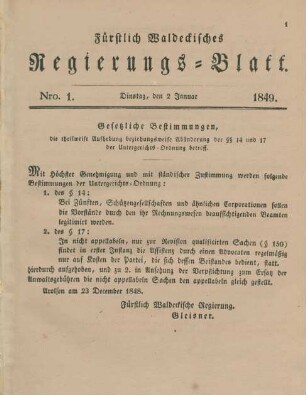 1
Fürstlich Waldeckisches
Regierungs-Blatt.
Nro. 1. Dinstag, den 2 Januar 1849.
Gesetzliche Bestimmungen,
die theilweise Aufhebung beziehungsweise Abänderung der §§ 14 und 17
der Untergerichts-Ordnung betreff.
Mit Höchster Genehmigung und mit ständischer Zustimmung werden folgende
Bestimmungen der Untergerichts-Ordnung:
1. des § 14:
Bei Zünften, Schützengesellschaften und ähnlichen Corporationen sollen
die Vorstände durch den ihr Rechnungswesen beaufsichtigenden Beamten
legitimirt werden.
2. des § 17:
In nicht appellabeln, nur zur Revision qualificirten Sachen (§ 150)
findet in erster Instanz die Assistenz durch einen Advocaten regelmäßig
nur auf Kosten der Partei, die sich dessen Beistandes bedient, statt,
hierdurch aufgehoben, und zu 2. in Ansehung der Verpflichtung zum Ersatz der
Anwaltsgebühren die nicht appellabeln Sachen den appellabeln gleich gestellt.
Arolsen am 23 December 1848.
Fürstlich Waldeckische Regierung.
Gleisner.